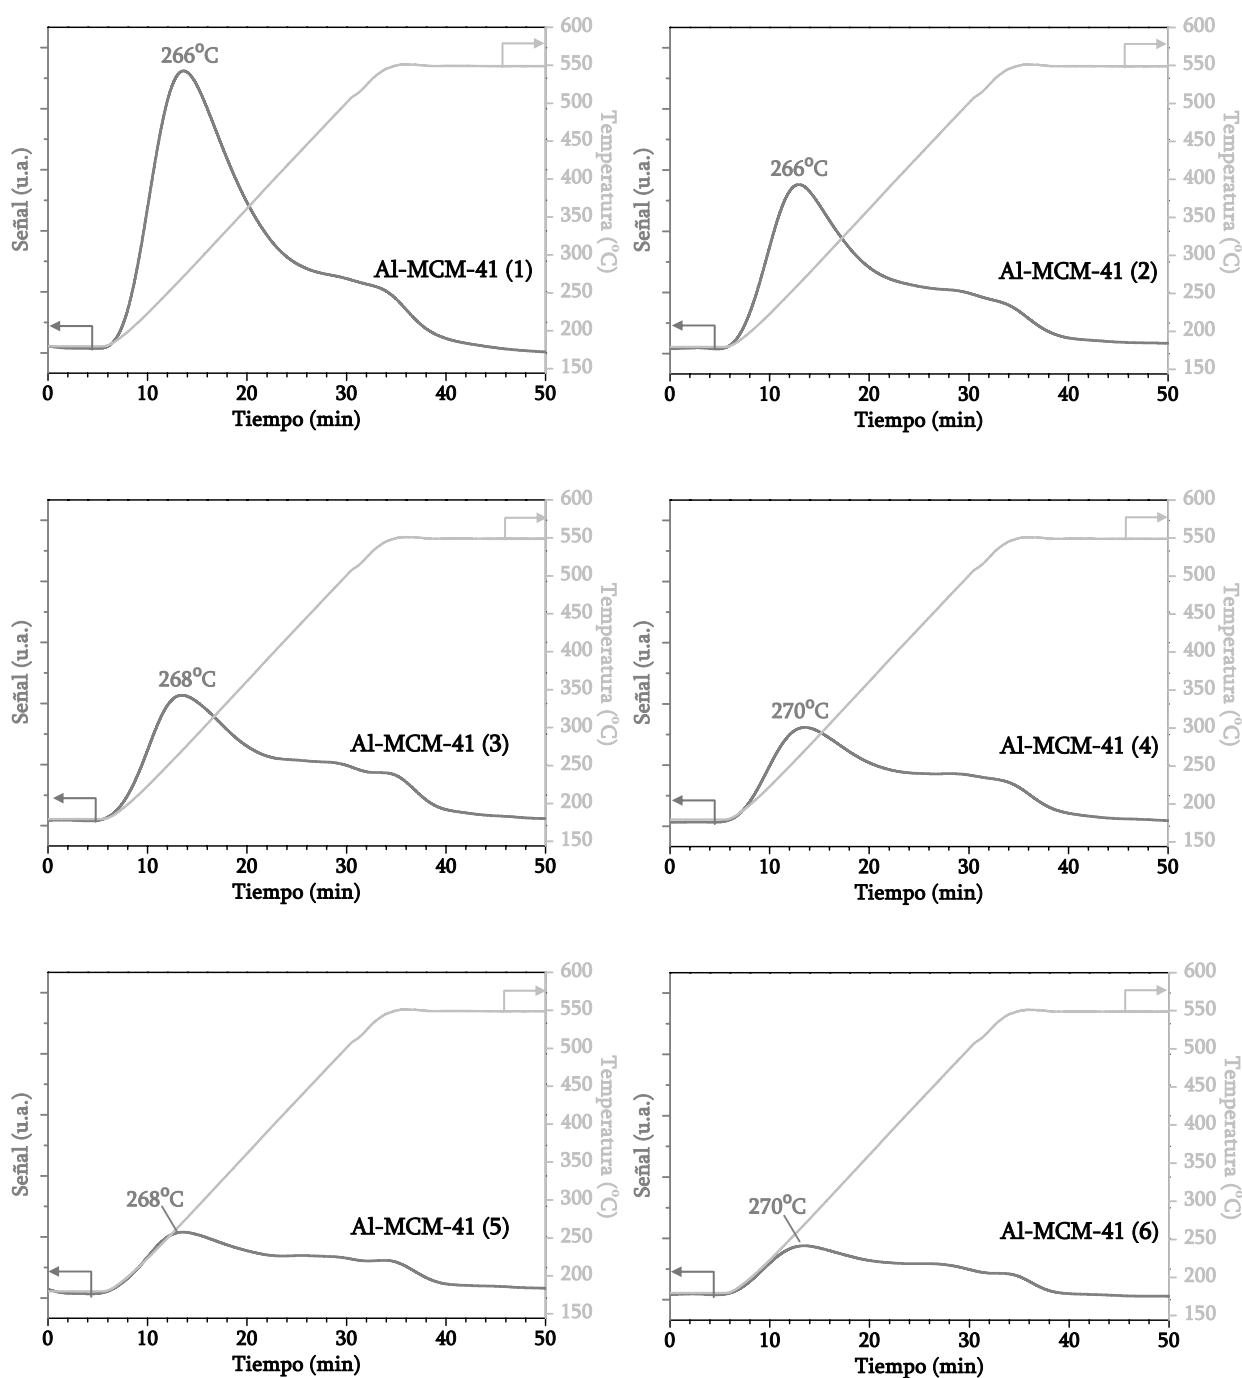 266°C
Al-MCM-41 (1)
Señal (u.a.)
Temperatura (°C)
600
550
500
450
400
350
300
250
200
150
0 10 20 30 40 50
Tiempo (min)
266°C
Al-MCM-41 (2)
Señal (u.a.)
Temperatura (°C)
600
550
500
450
400
350
300
250
200
150
0 10 20 30 40 50
Tiempo (min)
268°C
Al-MCM-41 (3)
Señal (u.a.)
Temperatura (°C)
600
550
500
450
400
350
300
250
200
150
0 10 20 30 40 50
Tiempo (min)
270°C
Al-MCM-41 (4)
Señal (u.a.)
Temperatura (°C)
600
550
500
450
400
350
300
250
200
150
0 10 20 30 40 50
Tiempo (min)
268°C
Al-MCM-41 (5)
Señal (u.a.)
Temperatura (°C)
600
550
500
450
400
350
300
250
200
150
0 10 20 30 40 50
Tiempo (min)
270°C
Al-MCM-41 (6)
Señal (u.a.)
Temperatura (°C)
600
550
500
450
400
350
300
250
200
150
0 10 20 30 40 50
Tiempo (min)